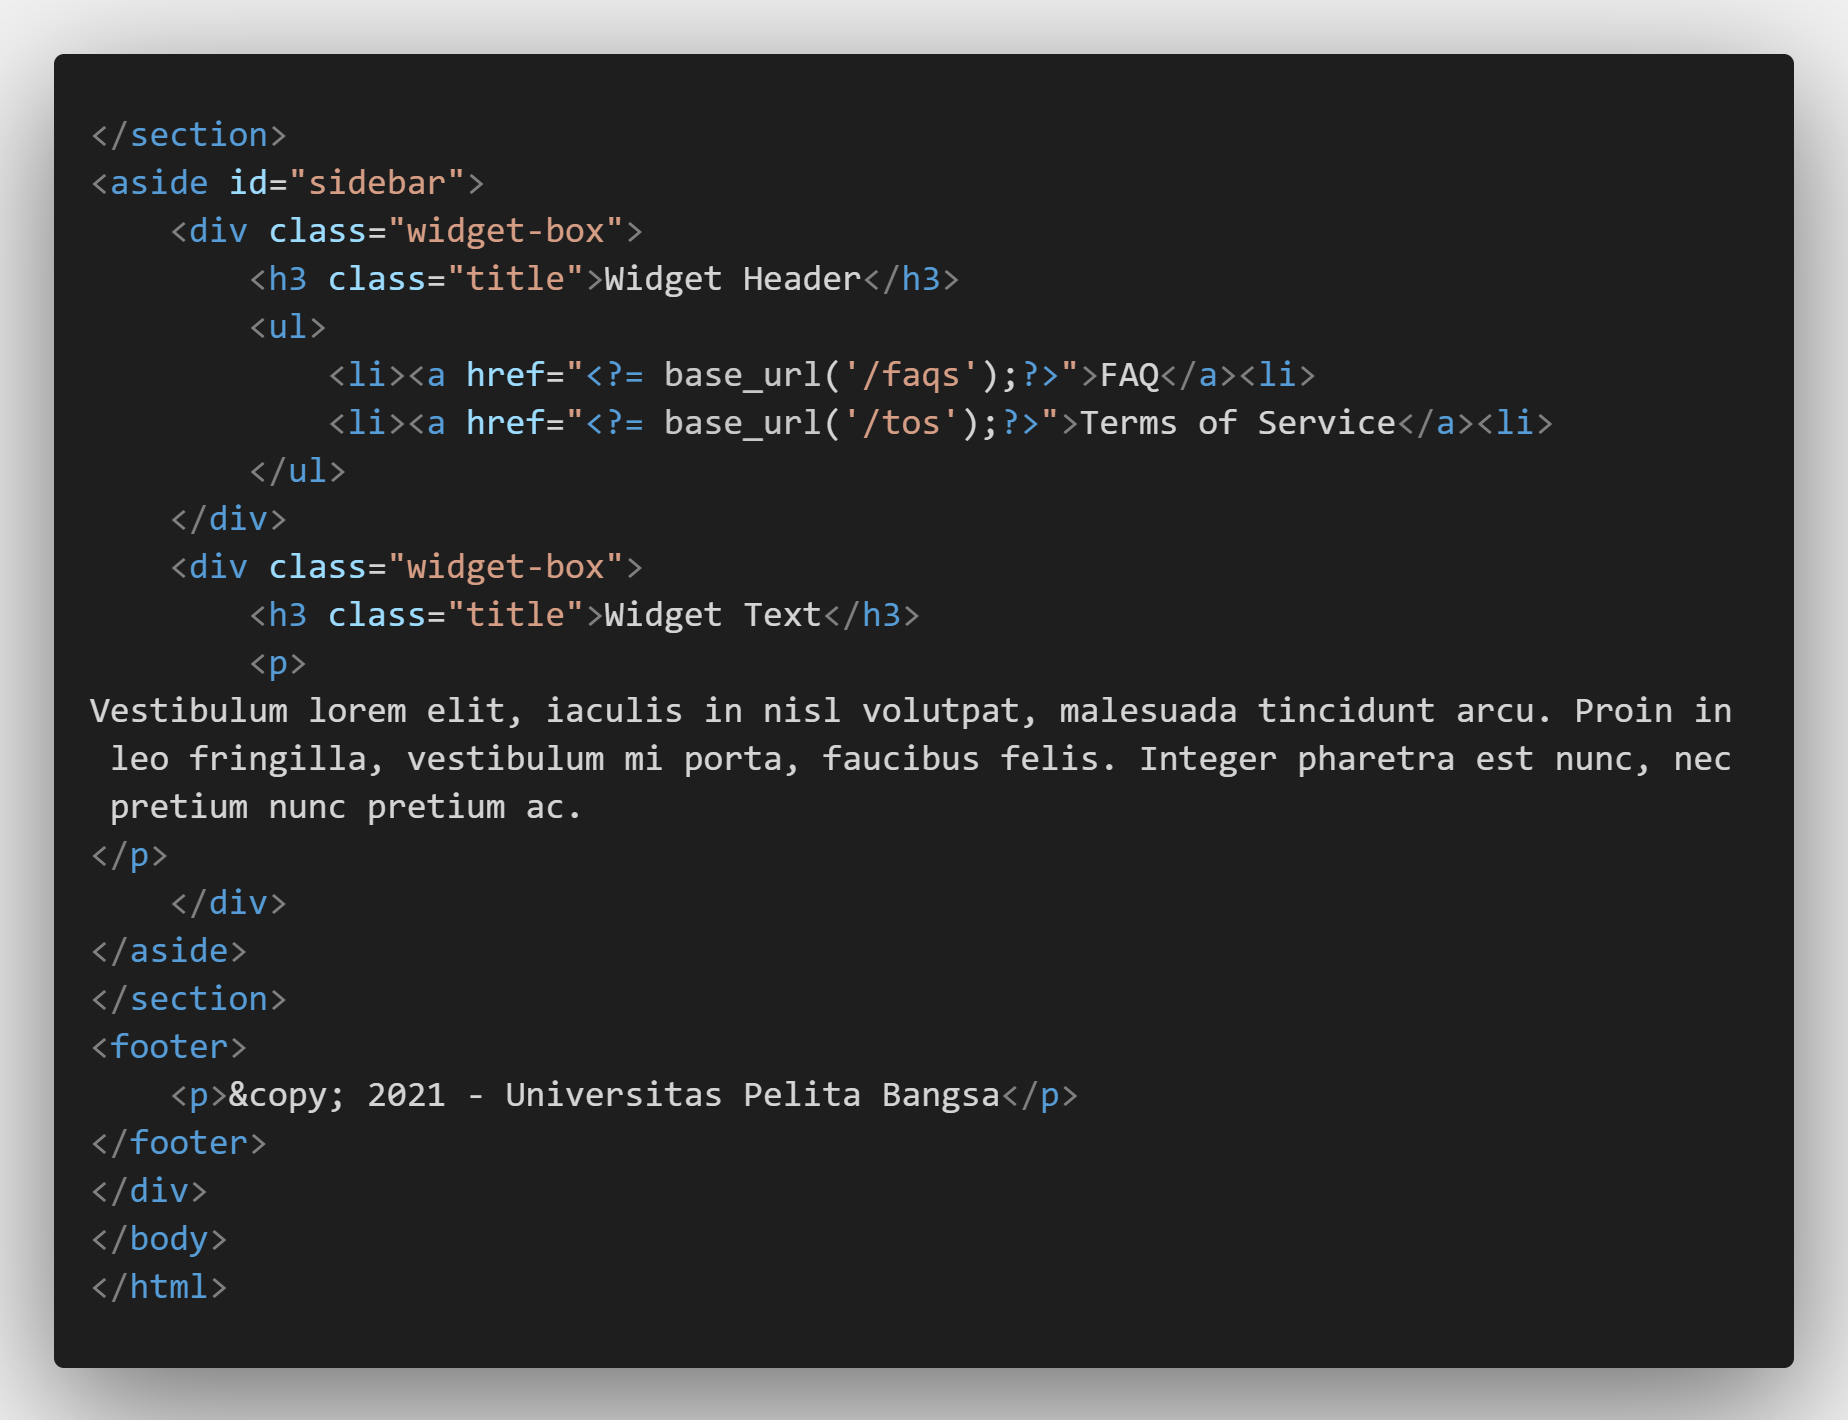 </section>
<aside id="sidebar">
    <div class="widget-box">
        <h3 class="title">Widget Header</h3>
        <ul>
            <li><a href="<?= base_url('/faqs');?>">FAQ</a><li>
            <li><a href="<?= base_url('/tos');?>">Terms of Service</a><li>
        </ul>
    </div>
    <div class="widget-box">
        <h3 class="title">Widget Text</h3>
        <p>
Vestibulum lorem elit, iaculis in nisl volutpat, malesuada tincidunt arcu. Proin in
 leo fringilla, vestibulum mi porta, faucibus felis. Integer pharetra est nunc, nec
 pretium nunc pretium ac.
</p>
    </div>
</aside>
</section>
<footer>
    <p>&copy; 2021 - Universitas Pelita Bangsa</p>
</footer>
</div>
</body>
</html>